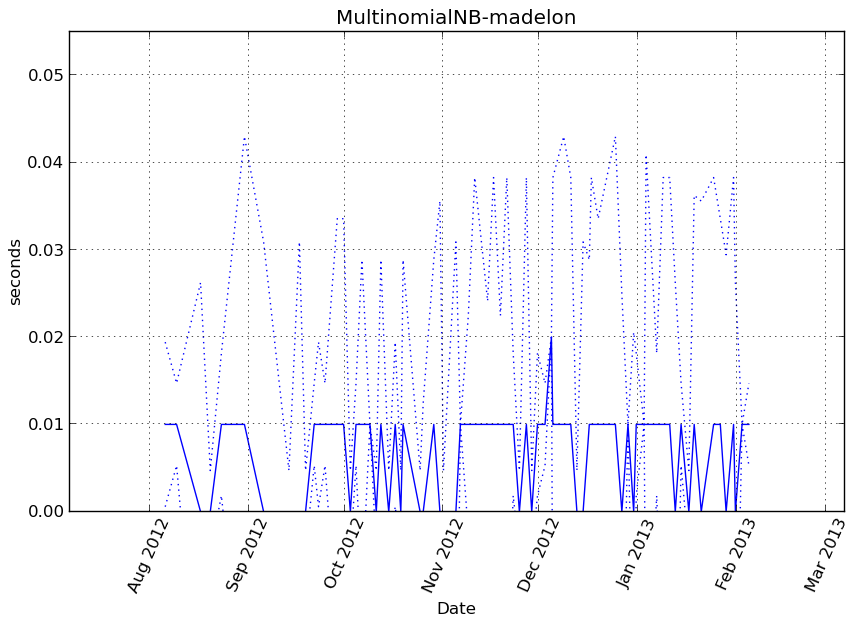 MultinomialNB-madelon
0.05
0.04
0.03
0.02
0.01
0.00
seconds
Aug 2012
Sep 2012
Oct 2012
Nov 2012
Dec 2012
Jan 2013
Feb 2013
Mar 2013
Date